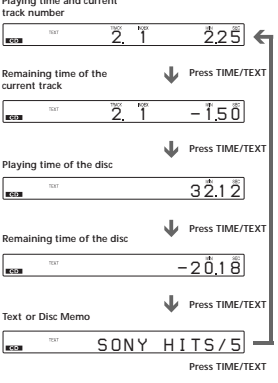 Playing time and current
track number
TRACK INDEX MIN SEC
CD TEXT 2. 1 2.25
Remaining time of the
current track
Press TIME/TEXT
TRACK INDEX MIN SEC
CD TEXT 2. 1 -1.50
Press TIME/TEXT
Playing time of the disc
MIN SEC
CD TEXT 32.12
Press TIME/TEXT
Remaining time of the disc
MIN SEC
CD TEXT -20.18
Press TIME/TEXT
Text or Disc Memo
CD TEXT SONY HITS/5
Press TIME/TEXT